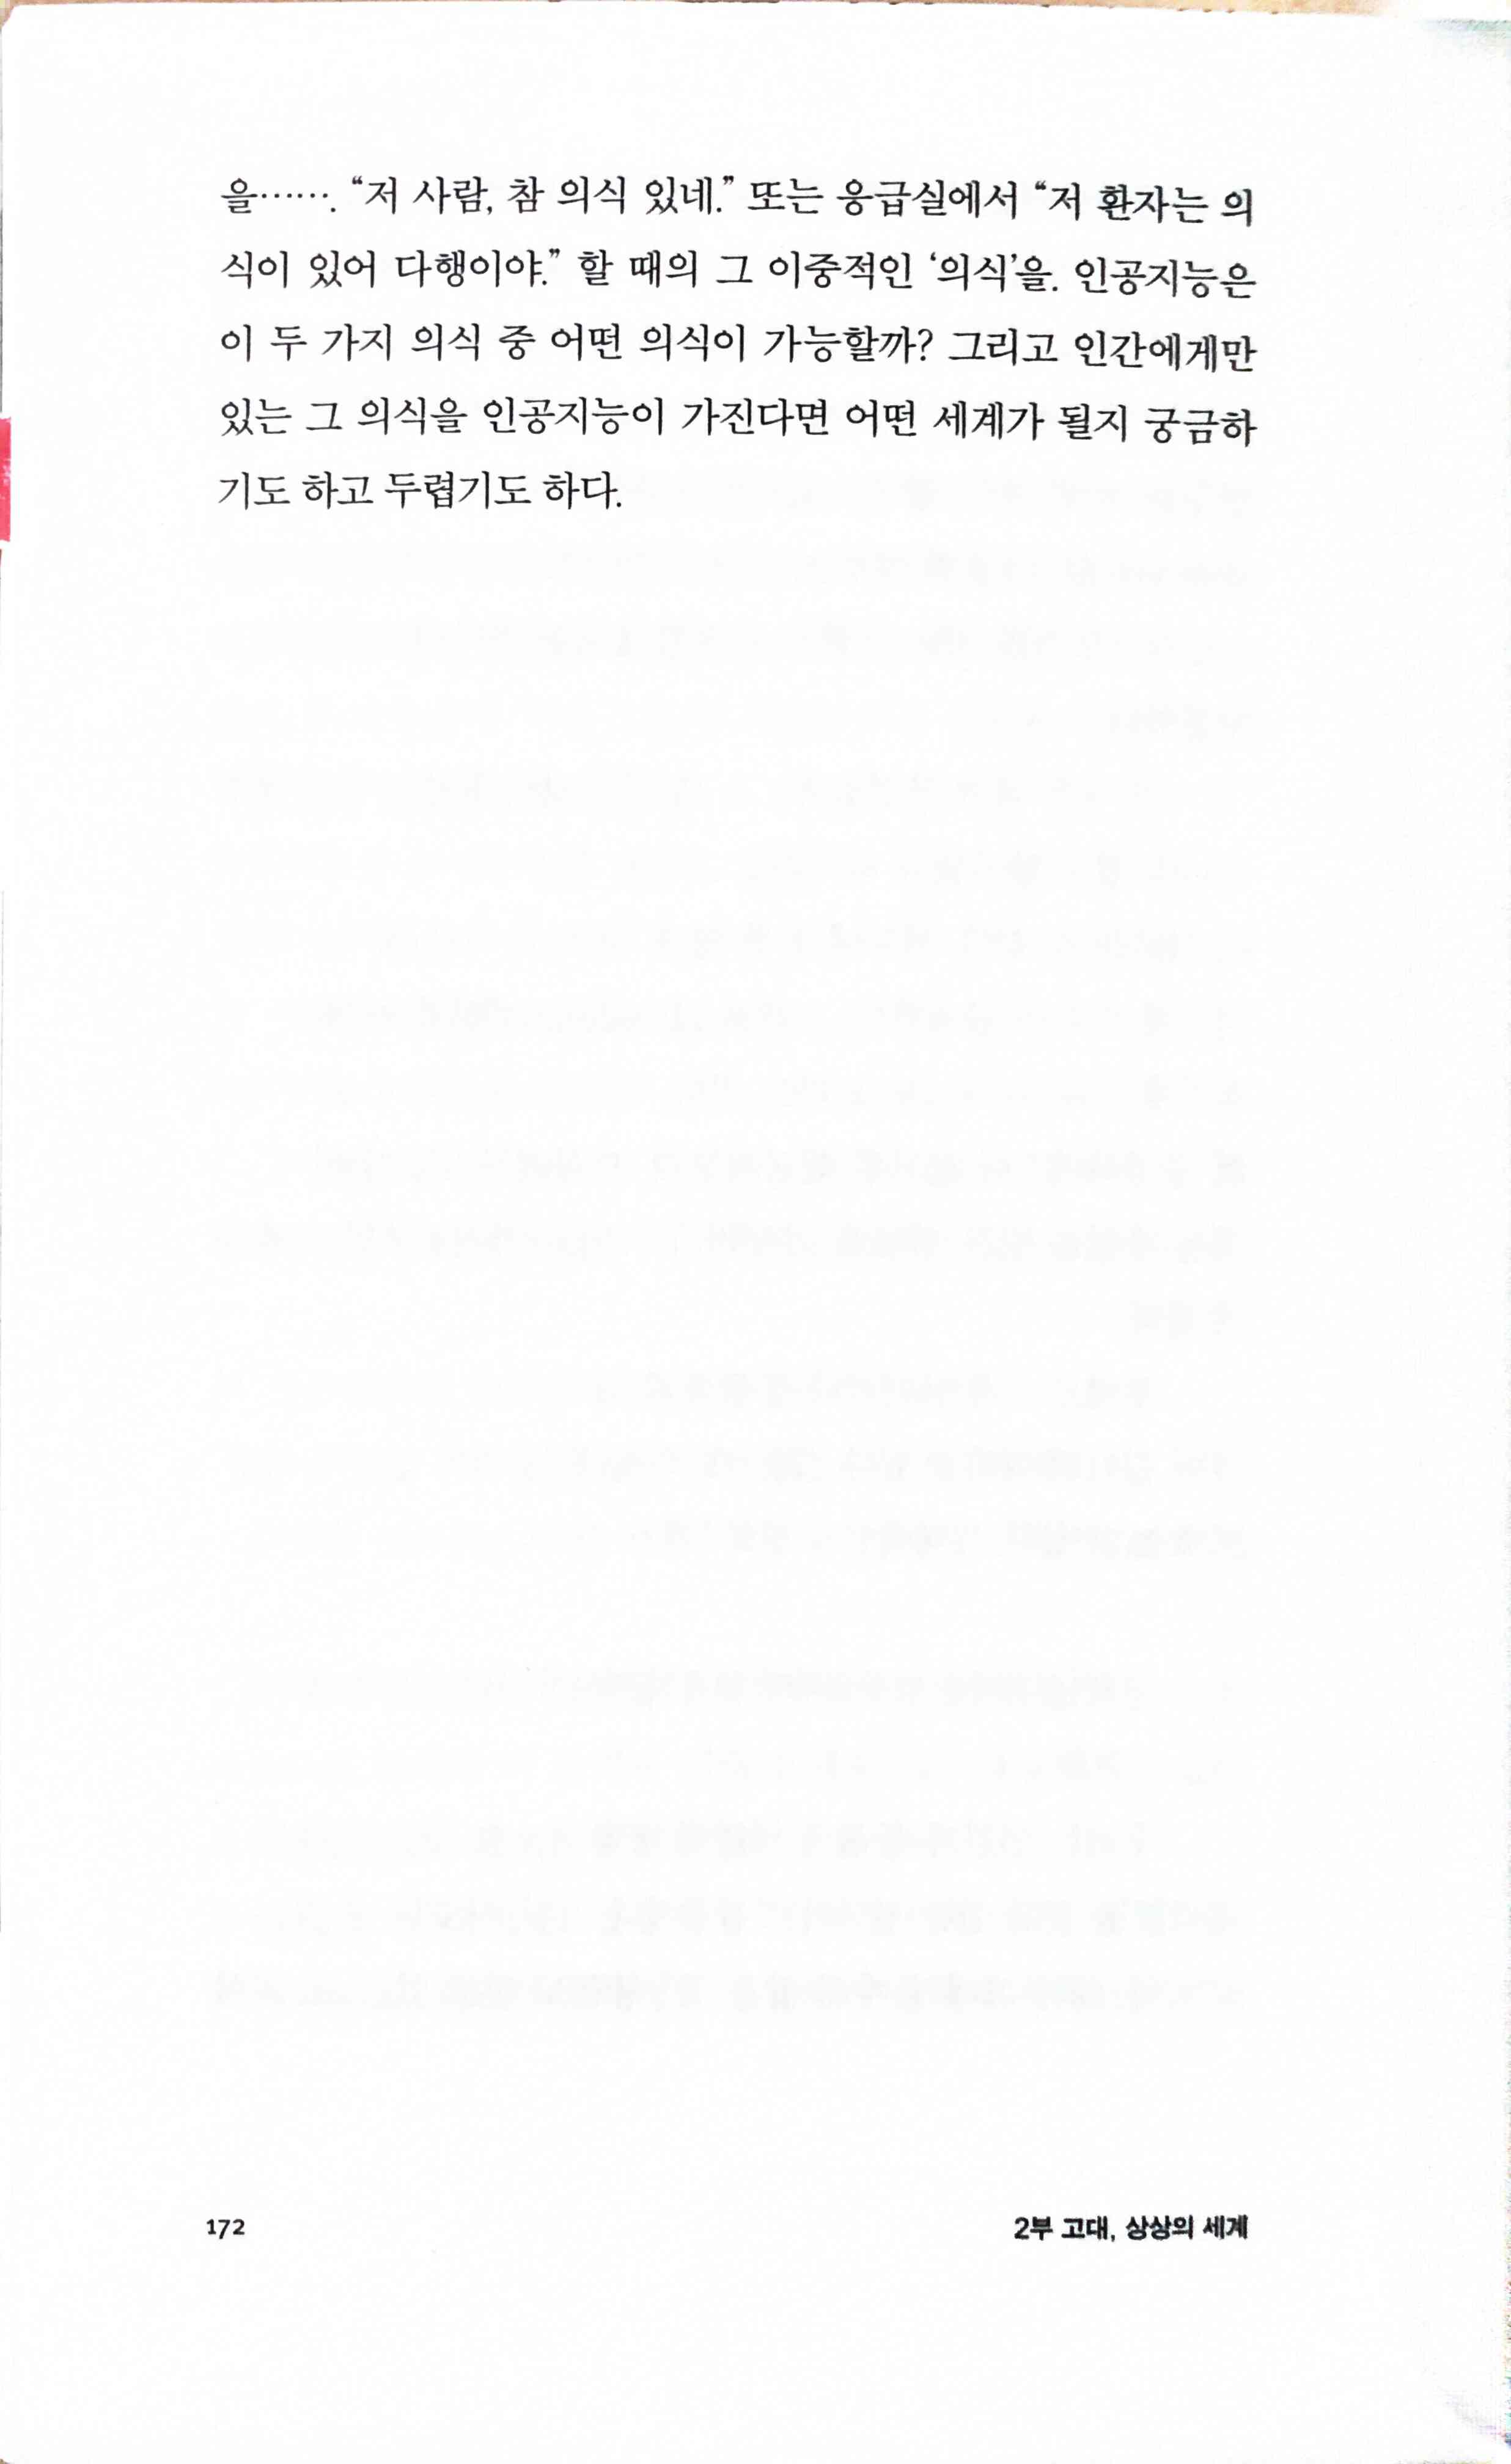 을……. “저 사람, 참 의식 있네.” 또는 응급실에서 “저 환자는 의
식이 있어 다행이야.” 할 때의 그 이중적인 ‘의식’을. 인공지능은
이 두 가지 의식 중 어떤 의식이 가능할까? 그리고 인간에게만
있는 그 의식을 인공지능이 가진다면 어떤 세계가 될지 궁금하
기도 하고 두렵기도 하다.
172
2부 고대, 상상의 세계